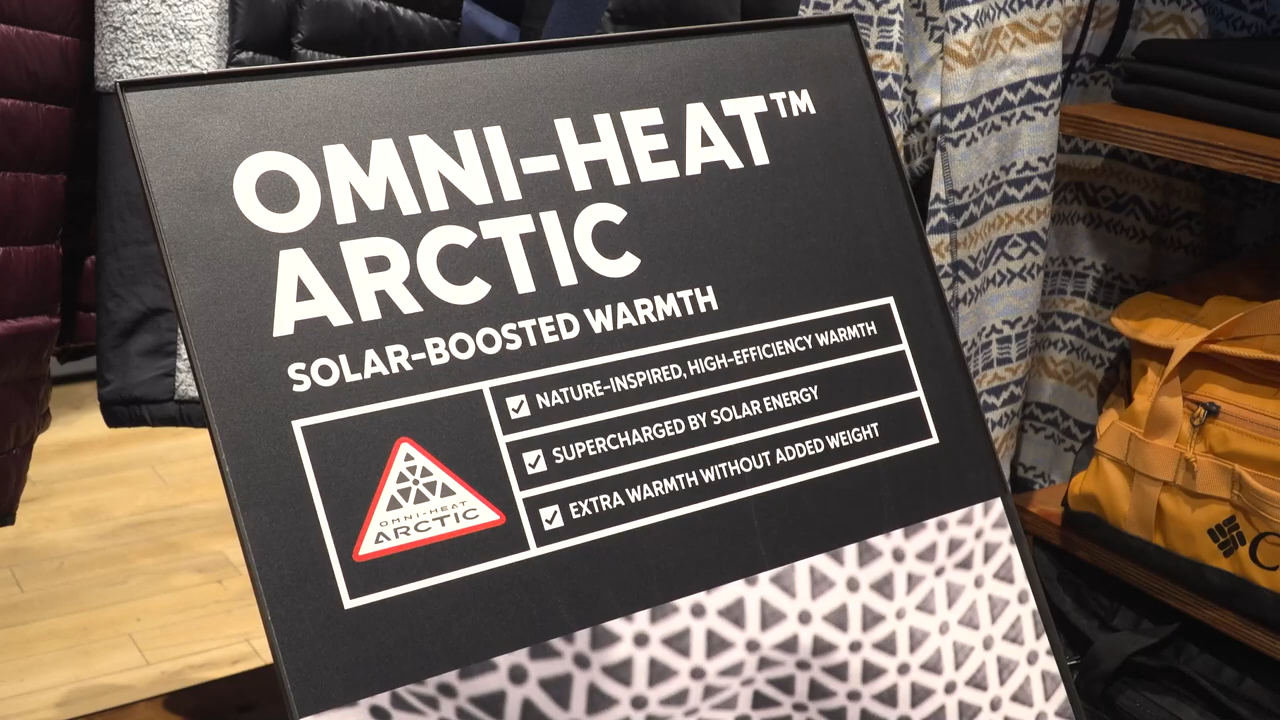 OMNI-HEAT™
ARCTIC
SOLAR-BOOSTED WARMTH
NATURE-INSPIRED, HIGH-EFFICIENCY WARMTH
SUPERCHARGED BY SOLAR ENERGY
EXTRA WARMTH WITHOUT ADDED WEIGHT
OMNI-HEAT
ARCTIC